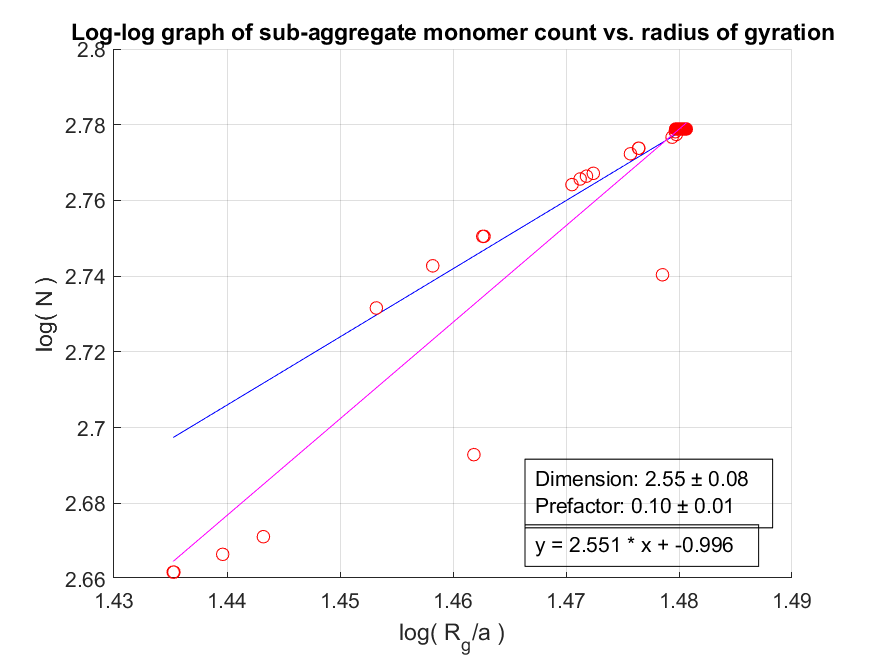 Log-log graph of sub-aggregate monomer count vs. radius of gyration
2.8
2.78
2.76
2.74
2.72
2.7
2.68
2.66
log( N )
Dimension: 2.55 ± 0.08
Prefactor: 0.10 ± 0.01
y = 2.551 * x + -0.996
1.43 1.44 1.45 1.46 1.47 1.48 1.49
log( R_g/a )